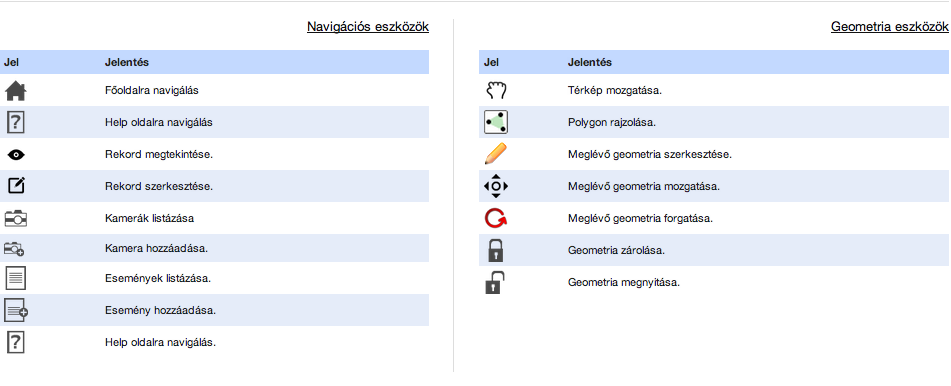 Navigációs eszközök
Jel Jelentés
Főoldalra navigálás
Help oldalra navigálás
Rekord megtekintése.
Rekord szerkesztése.
Kamerák listázása
Kamera hozzáadása.
Események listázása.
Esemény hozzáadása.
Help oldalra navigálás.
Geometria eszközök
Jel Jelentés
Térkép mozgatása.
Polygon rajzolása.
Meglévő geometria szerkesztése.
Meglévő geometria mozgatása.
Meglévő geometria forgatása.
Geometria zárolása.
Geometria megnyitása.